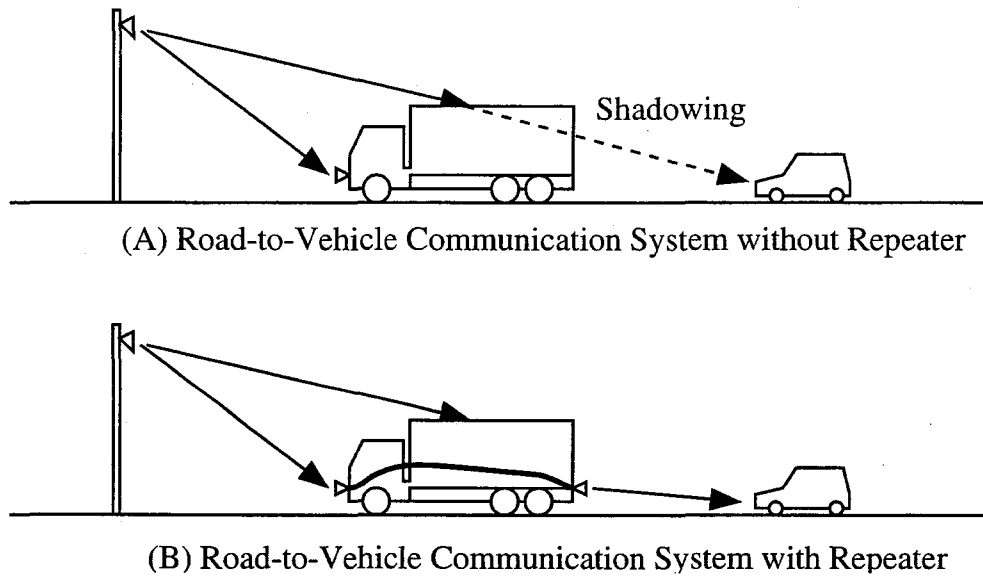 Shadowing
(A) Road-to-Vehicle Communication System without Repeater
(B) Road-to-Vehicle Communication System with Repeater